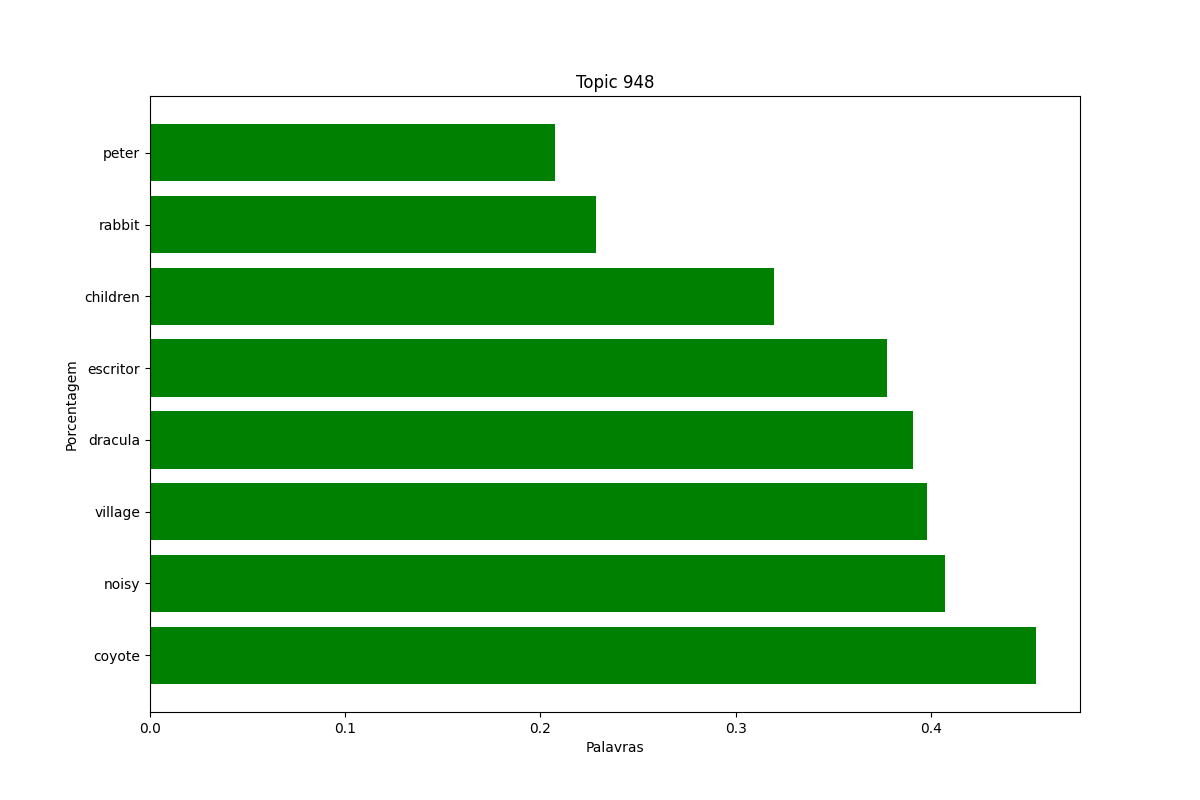 Topic 948
peter
rabbit
children
escritor
dracula
village
noisy
coyote
Porcentagem
0.0 0.1 0.2 0.3 0.4
Palavras